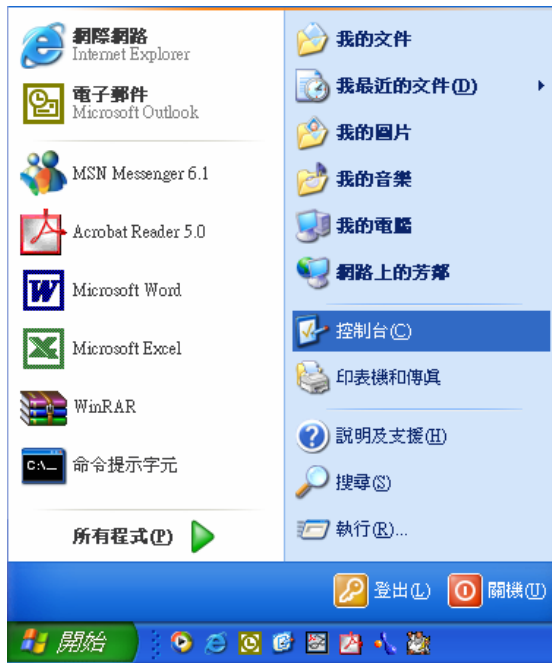 網際網路
Internet Explorer
電子郵件
Microsoft Outlook
MSN Messenger 6.1
Acrobat Reader 5.0
Microsoft Word
Microsoft Excel
WinRAR
C:\_
命令提示字元
所有程式(P)
我的文件
我最近的文件(D)
我的圖片
我的音樂
我的電腦
網路上的芳鄰
控制台(C)
印表機和傳真
說明及支援(H)
搜尋(S)
執行(R)...
登出(L)
關機(U)
開始